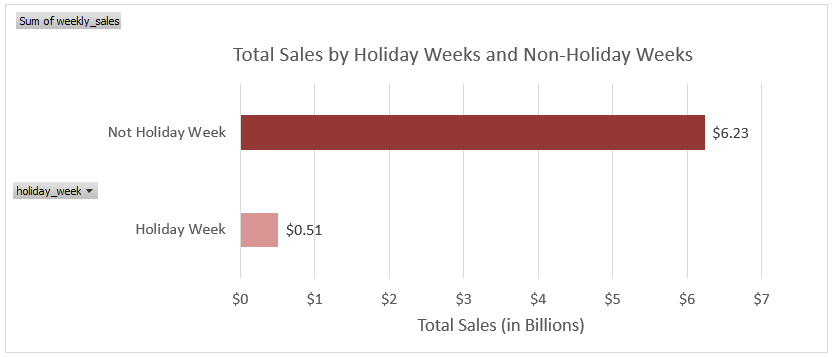 Sum of weekly_sales
Total Sales by Holiday Weeks and Non-Holiday Weeks
Not Holiday Week
$6.23
holiday_week
Holiday Week
$0.51
$0 $1 $2 $3 $4 $5 $6 $7
Total Sales (in Billions)